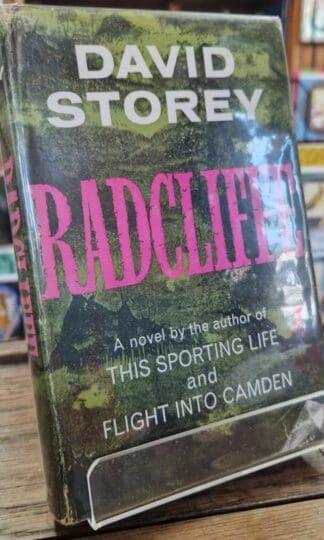 DAVID
STOREY
RADCLIFFE
A novel by the author of
THIS SPORTING LIFE
and
FLIGHT INTO CAMDEN